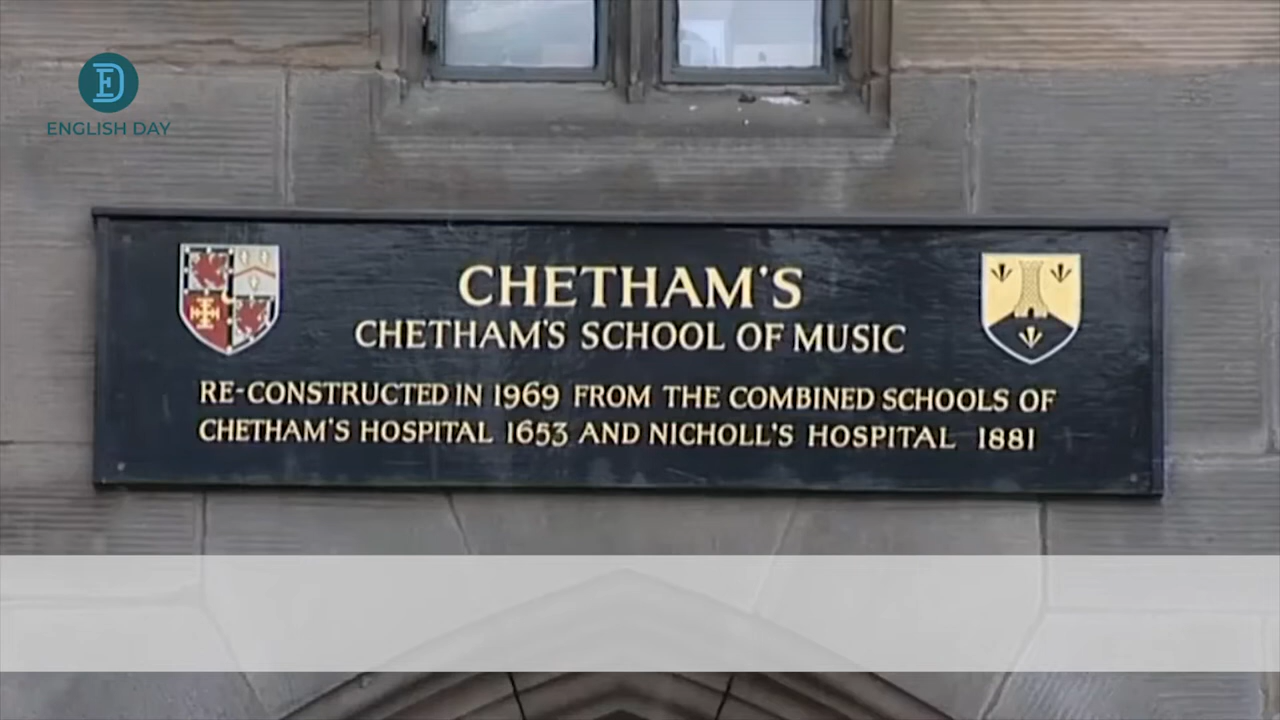 ENGLISH DAY
CHETHAM'S
CHETHAM'S SCHOOL OF MUSIC
RE-CONSTRUCTED IN 1969 FROM THE COMBINED SCHOOLS OF
CHETHAM'S HOSPITAL 1653 AND NICHOLL'S HOSPITAL 1881